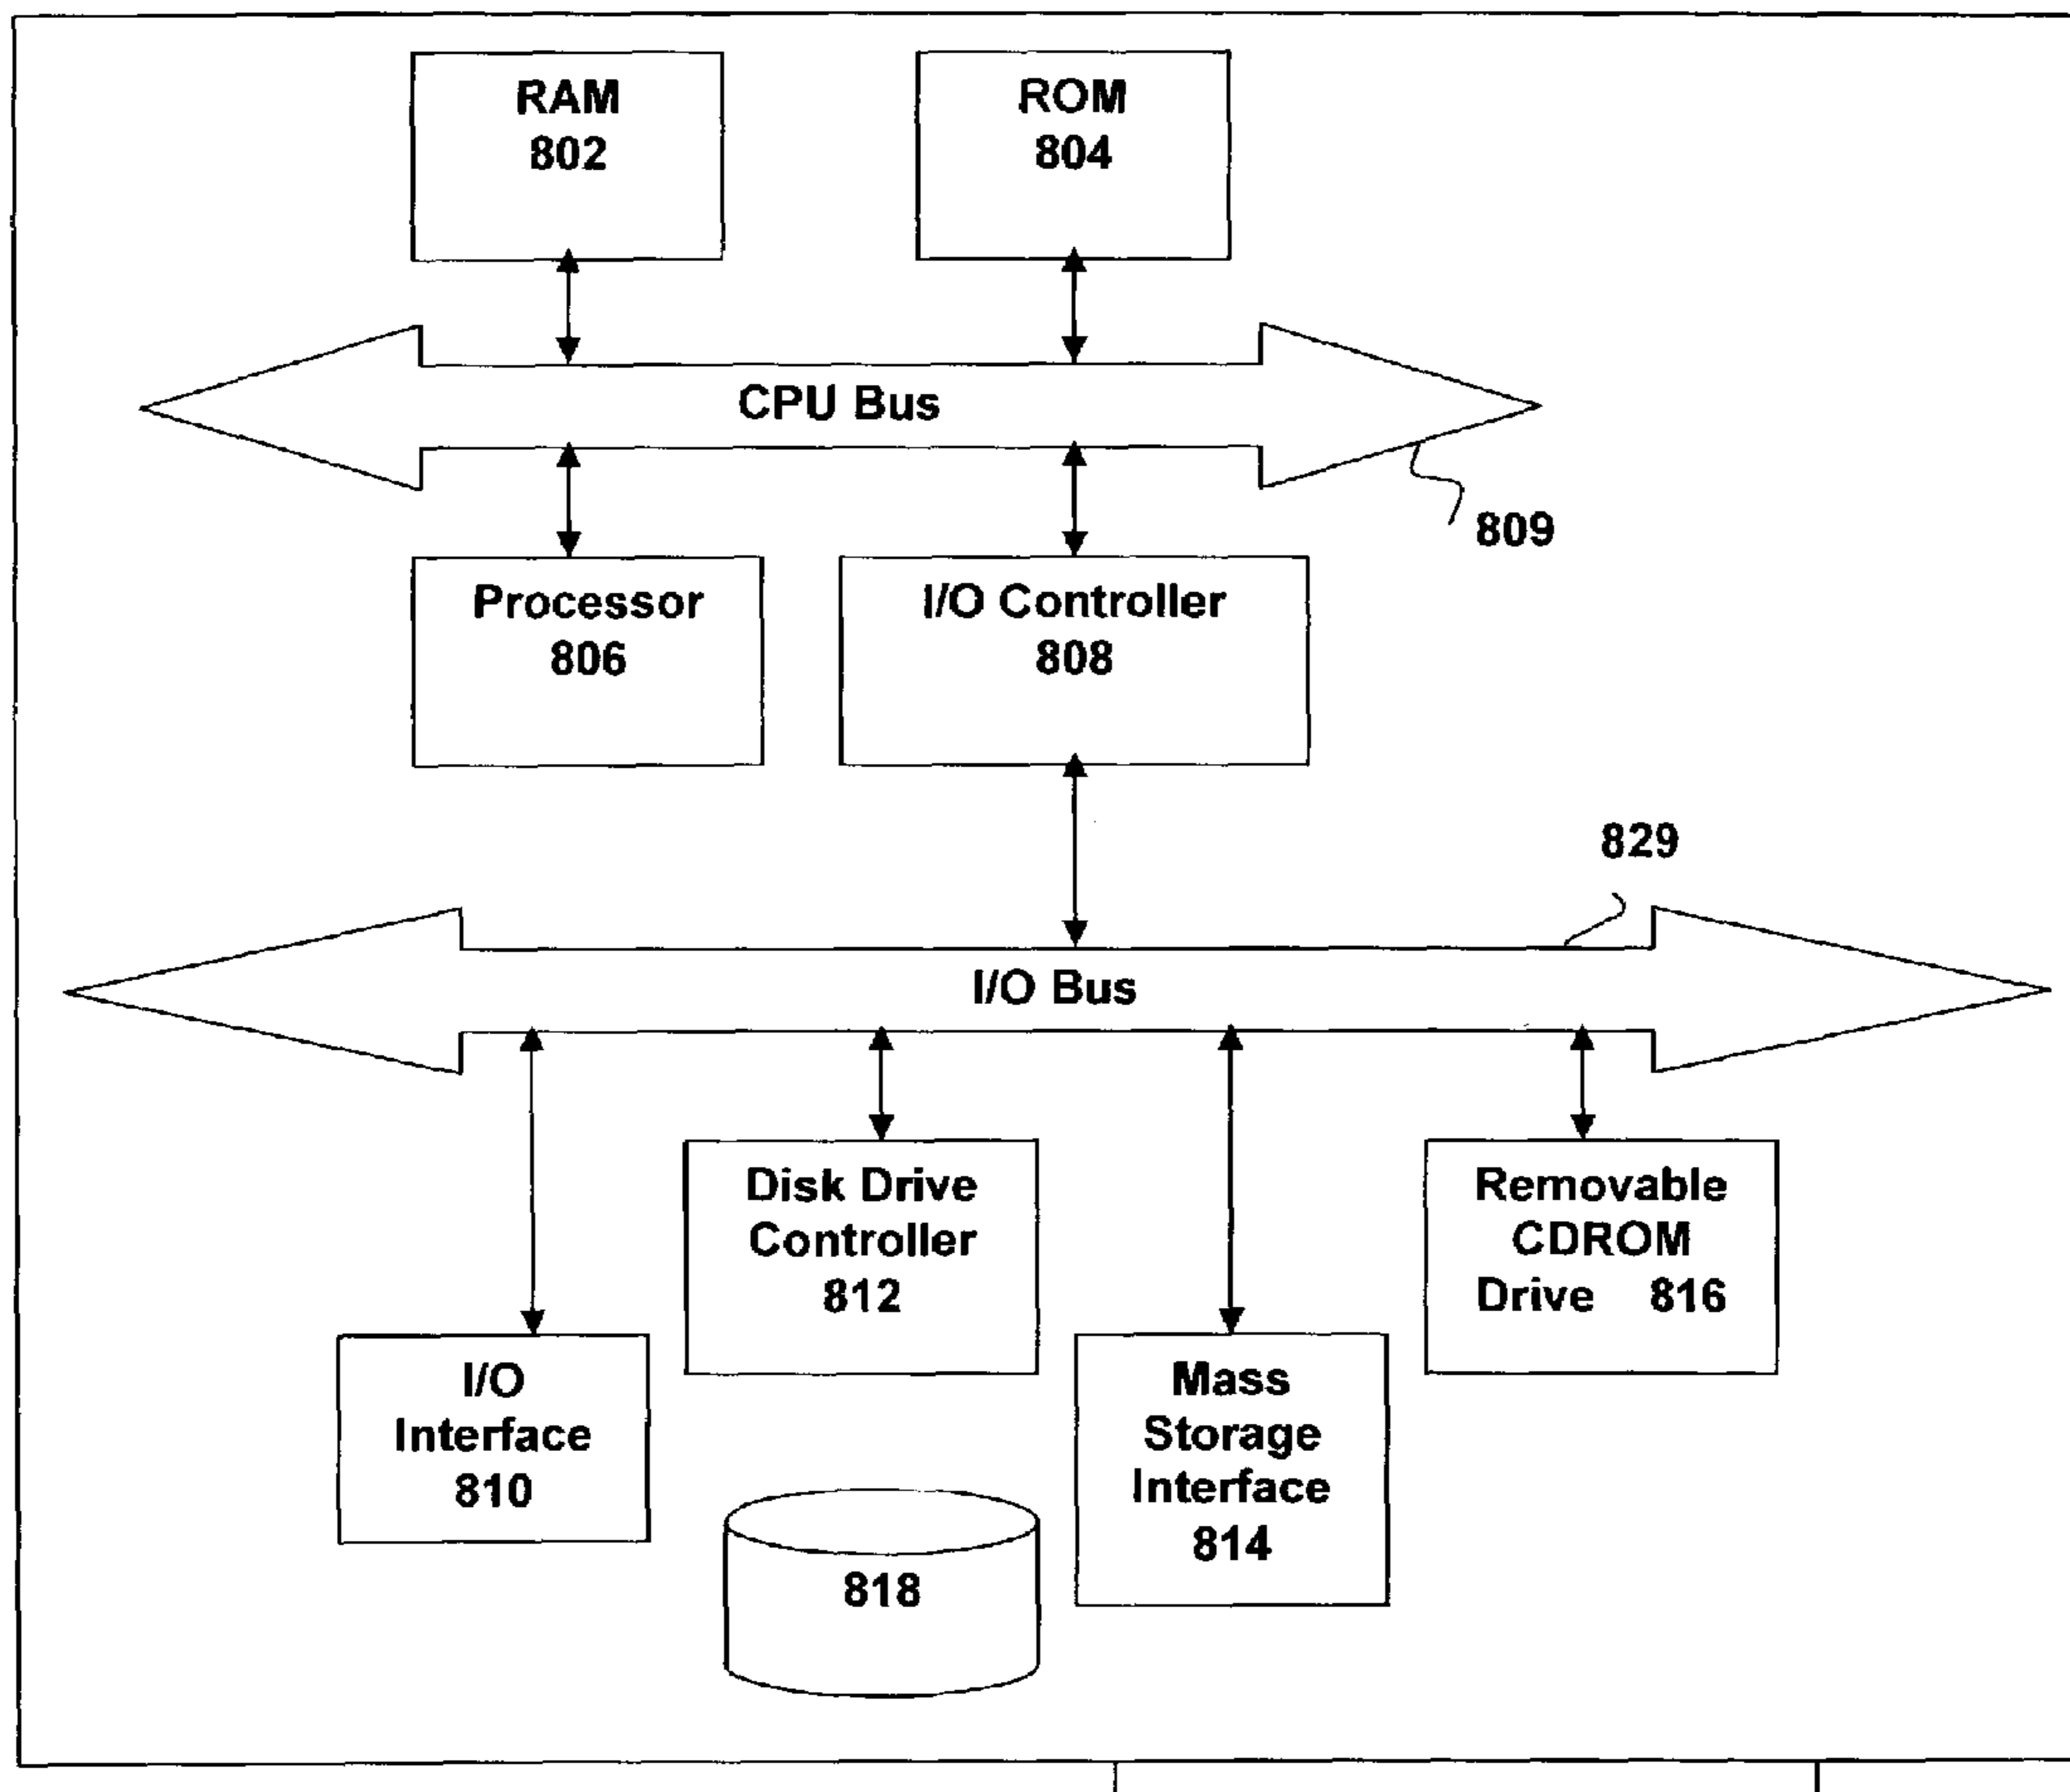 RAM
802
ROM
804
CPU Bus
809
Processor
806
I/O Controller
808
829
I/O Bus
Disk Drive
Controller
812
Removable
CDROM
Drive 816
I/O
Interface
810
Mass
Storage
Interface
814
818